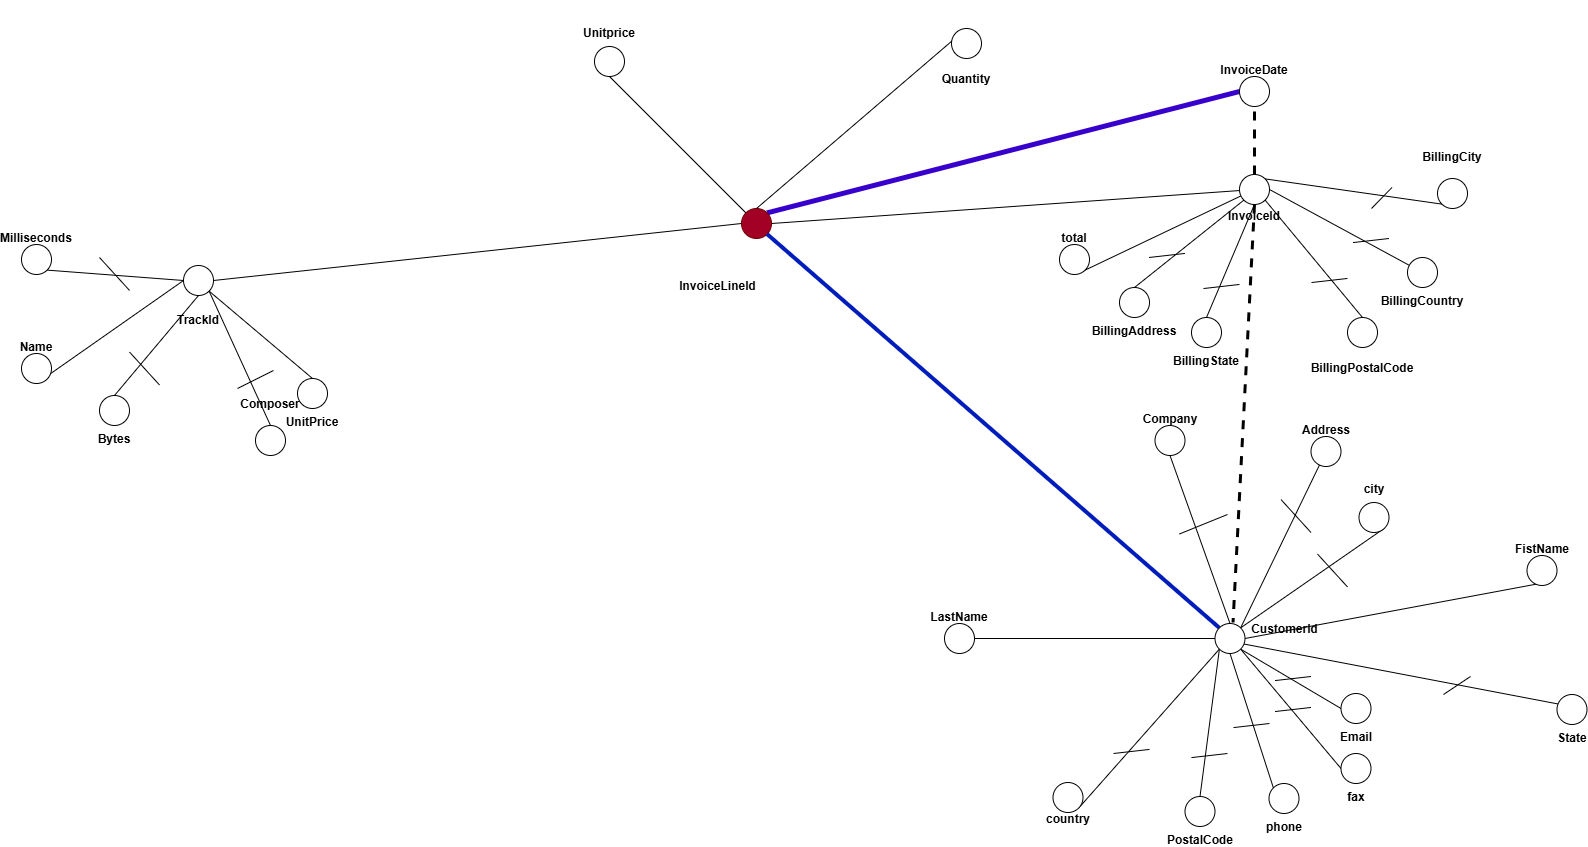 Unitprice
Quantity
InvoiceDate
BillingCity
InvoiceId
total
Milliseconds
InvoiceLineId
BillingCountry
TrackId
BillingAddress
Name
BillingState
BillingPostalCode
Composer
UnitPrice
Bytes
Company
Address
city
FistName
LastName
CustomerId
Email
State
fax
country
phone
PostalCode